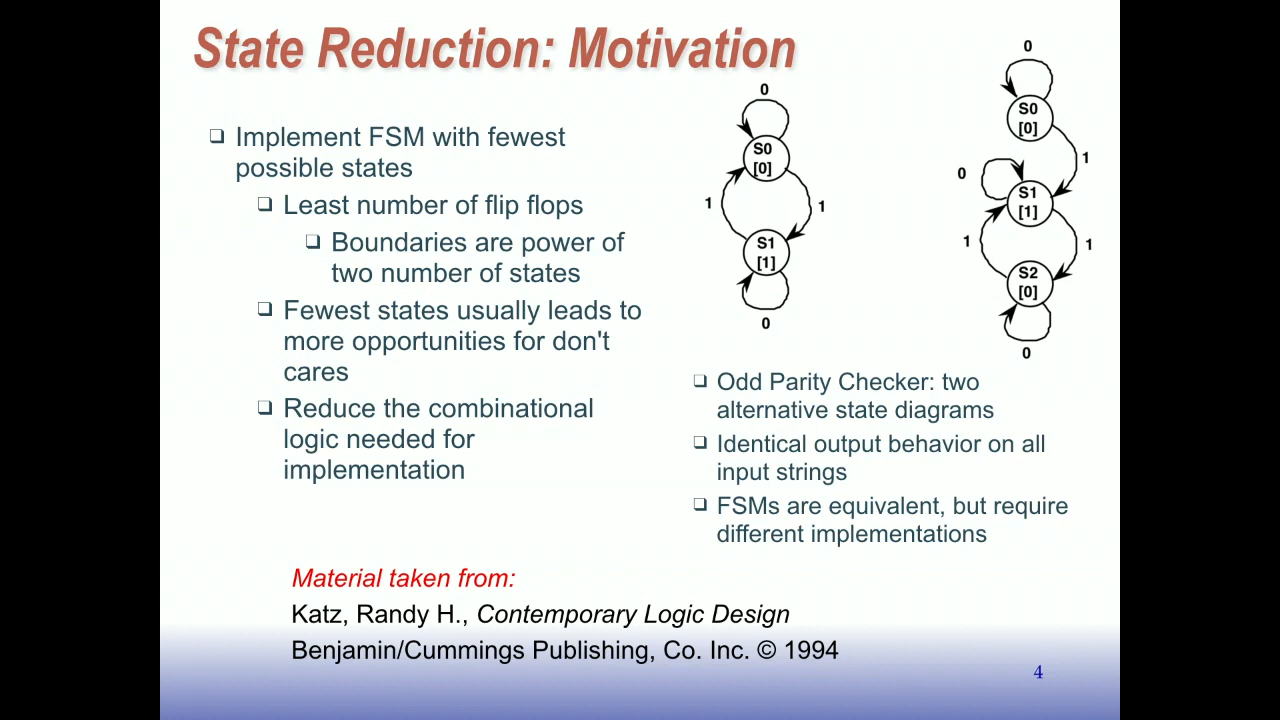 State Reduction: Motivation
❑ Implement FSM with fewest
possible states
❑ Least number of flip flops
❑ Boundaries are power of
two number of states
❑ Fewest states usually leads to
more opportunities for don't
cares
❑ Reduce the combinational
logic needed for
implementation
0
S0
[0]
1
1
S1
[1]
0
0
S0
[0]
1
0
S1
[1]
1
1
S2
[0]
0
❑ Odd Parity Checker: two
alternative state diagrams
❑ Identical output behavior on all
input strings
❑ FSMs are equivalent, but require
different implementations
Material taken from:
Katz, Randy H., Contemporary Logic Design
Benjamin/Cummings Publishing, Co. Inc. © 1994
4